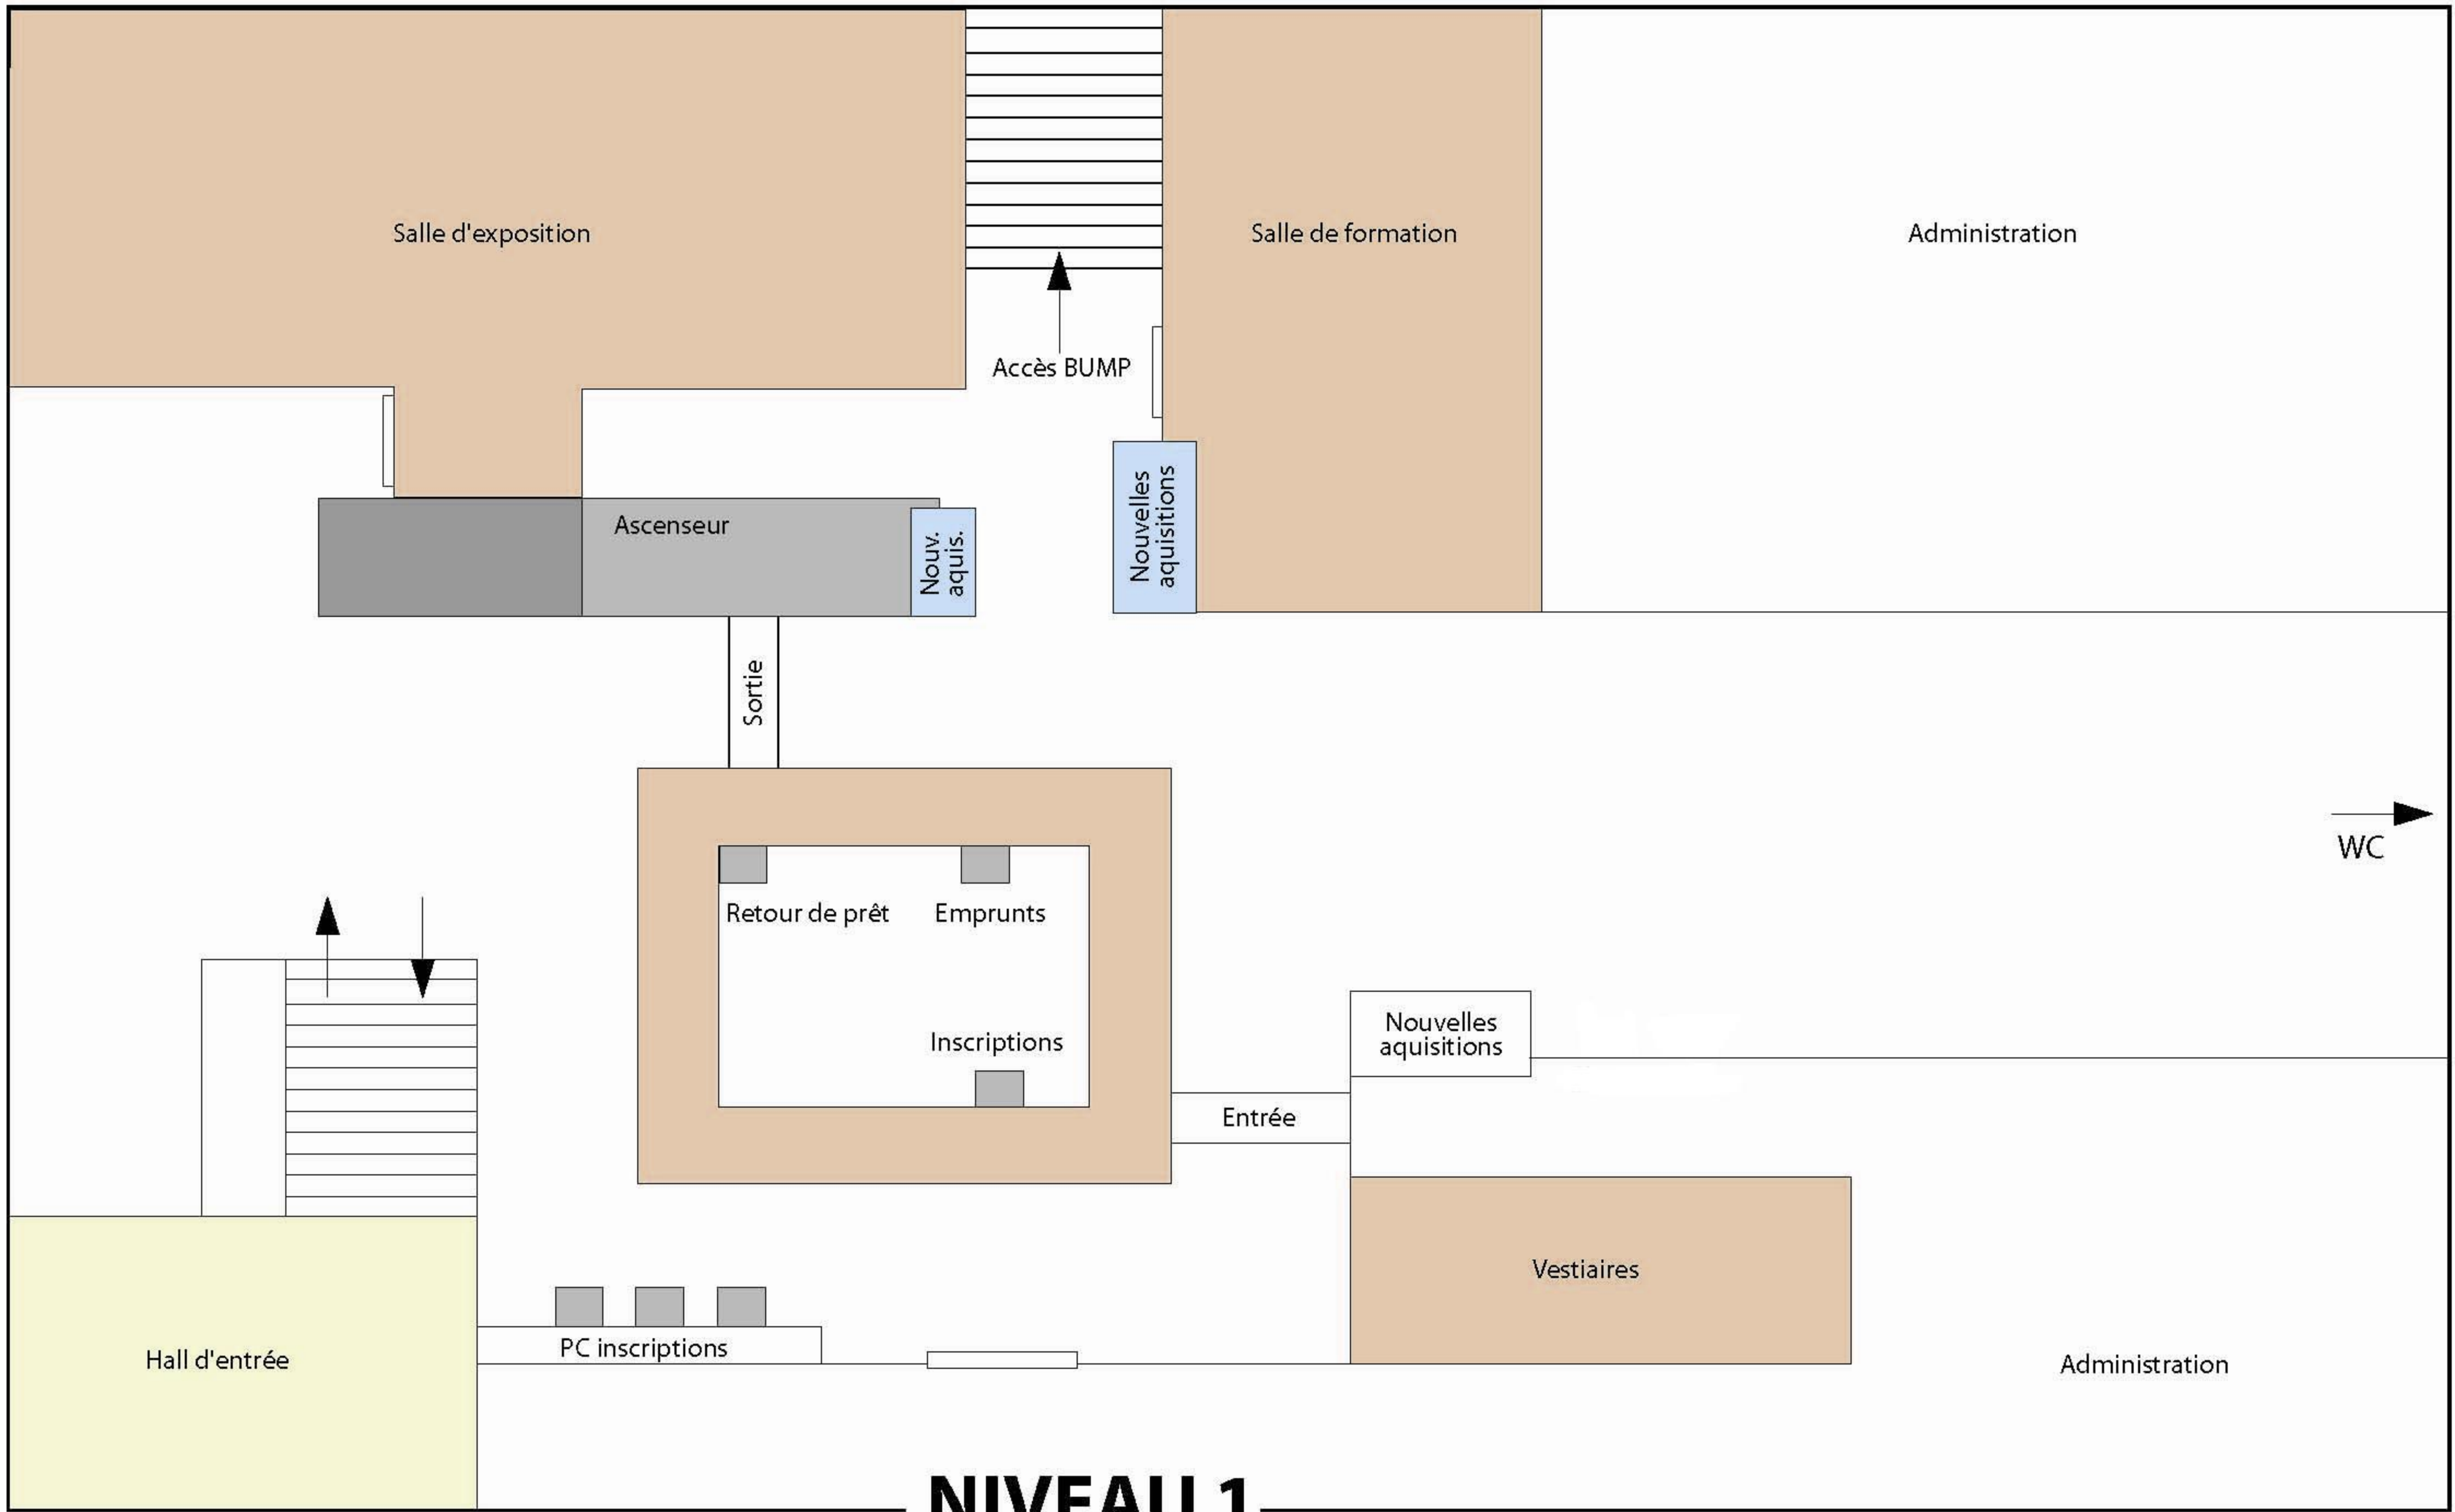 Salle d'exposition
Salle de formation
Administration
Accès BUMP
Ascenseur
Nouv.
aquis.
Nouvelles
aquisitions
Sortie
WC
Retour de prêt
Emprunts
Inscriptions
Nouvelles
aquisitions
Entrée
Vestiaires
PC inscriptions
Hall d'entrée
Administration
NIVEAU 1